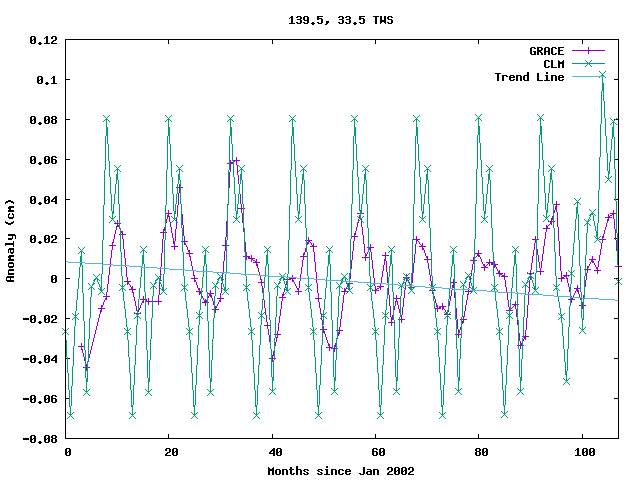 139.5, 33.5 TWS
GRACE
CLM
Trend Line
0.12
0.1
0.08
0.06
0.04
0.02
0
-0.02
-0.04
-0.06
-0.08
Anomaly (cm)
0 20 40 60 80 100
Months since Jan 2002